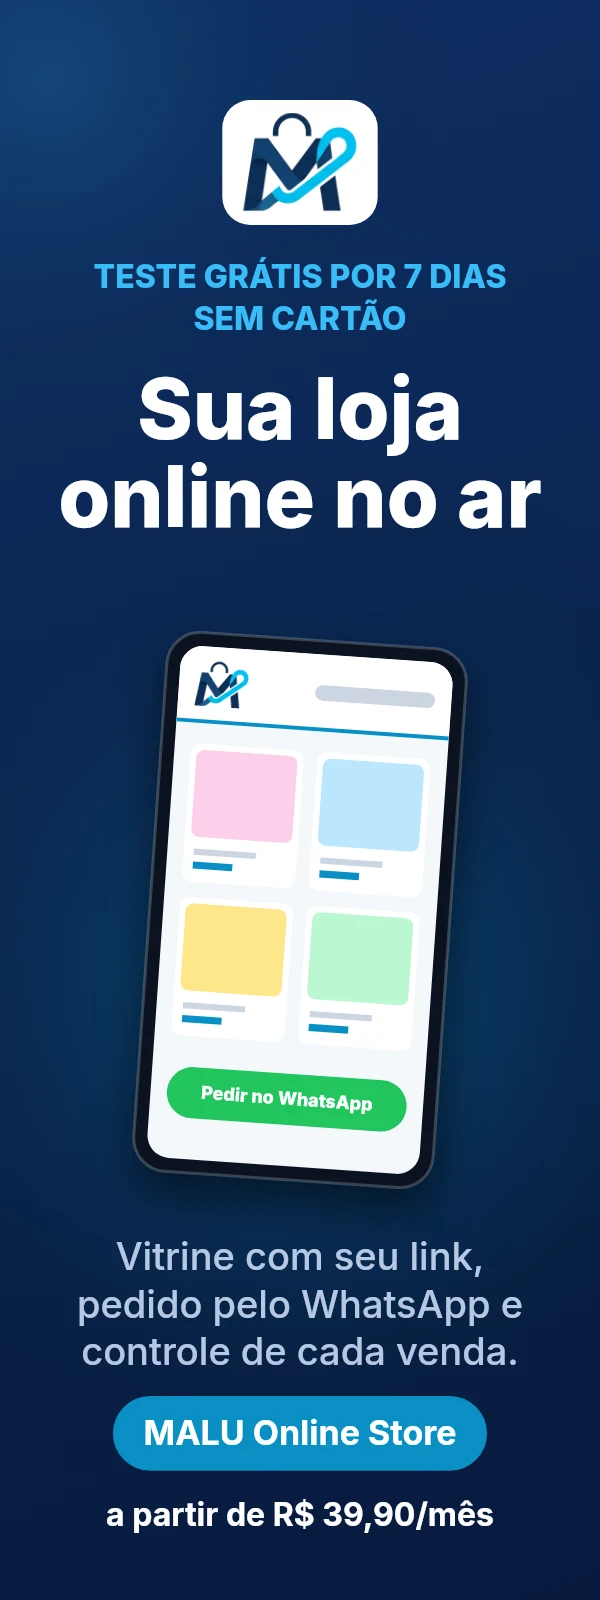 TESTE GRÁTIS POR 7 DIAS
SEM CARTÃO
Sua loja
online no ar
Pedir no WhatsApp
Vitrine com seu link,
pedido pelo WhatsApp e
controle de cada venda.
MALU Online Store
a partir de R$ 39,90/mês